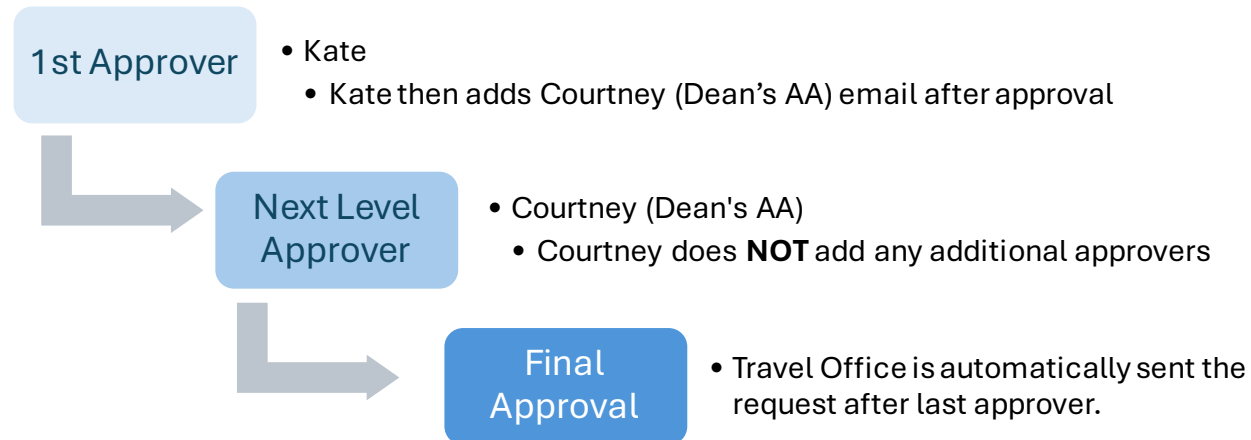 1st Approver
• Kate
• Kate then adds Courtney (Dean’s AA) email after approval
Next Level
Approver
• Courtney (Dean's AA)
• Courtney does NOT add any additional approvers
Final
Approval
• Travel Office is automatically sent the
request after last approver.